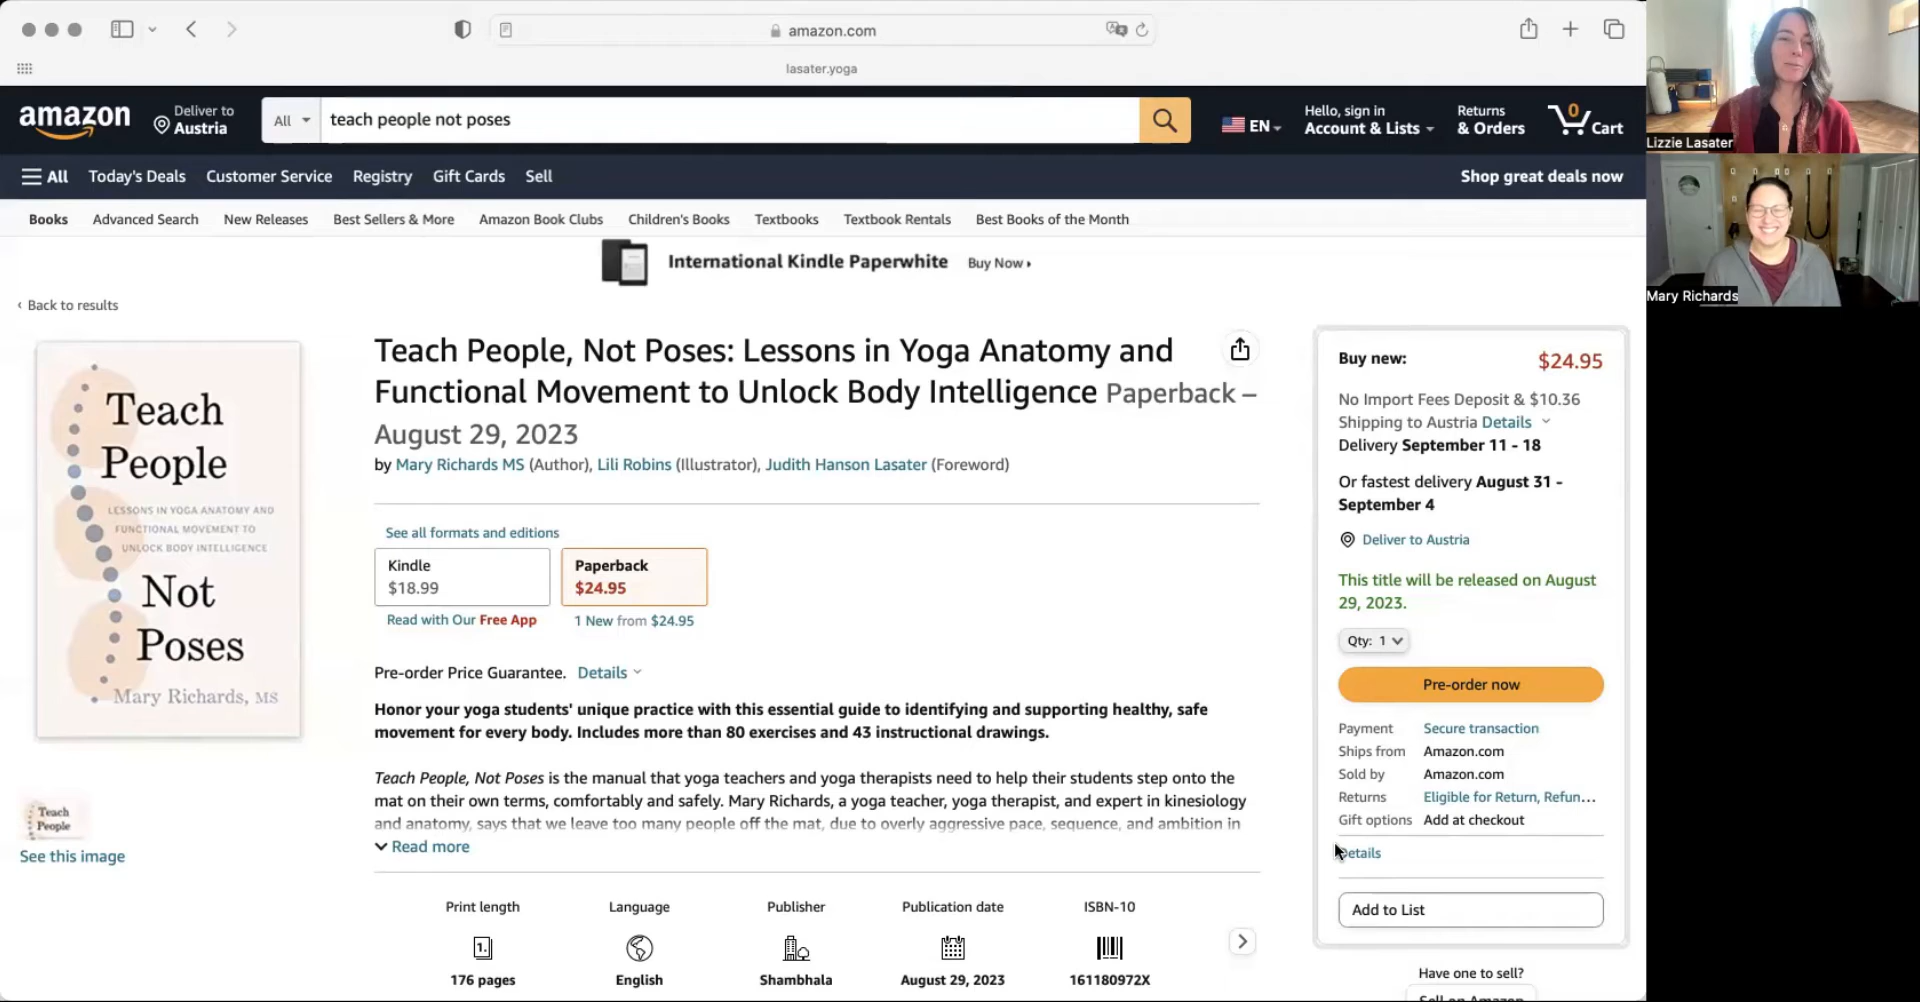 amazon.com
lasater.yoga
amazon
Deliver to
Austria
All
teach people not poses
EN
Hello, sign in
Account & Lists
Returns
& Orders
0
Cart
All
Today's Deals
Customer Service
Registry
Gift Cards
Sell
Shop great deals now
Books
Advanced Search
New Releases
Best Sellers & More
Amazon Book Clubs
Children's Books
Textbooks
Textbook Rentals
Best Books of the Month
International Kindle Paperwhite
Buy Now
‹ Back to results
Teach
People
LESSONS IN YOGA ANATOMY AND
FUNCTIONAL MOVEMENT TO
UNLOCK BODY INTELLIGENCE
Not
Poses
Mary Richards, MS
Teach
People
See this image
Teach People, Not Poses: Lessons in Yoga Anatomy and
Functional Movement to Unlock Body Intelligence Paperback –
August 29, 2023
by Mary Richards MS (Author), Lili Robins (Illustrator), Judith Hanson Lasater (Foreword)
See all formats and editions
Kindle
$18.99
Read with Our Free App
Paperback
$24.95
1 New from $24.95
Pre-order Price Guarantee. Details
Honor your yoga students' unique practice with this essential guide to identifying and supporting healthy, safe
movement for every body. Includes more than 80 exercises and 43 instructional drawings.
Teach People, Not Poses is the manual that yoga teachers and yoga therapists need to help their students step onto the
mat on their own terms, comfortably and safely. Mary Richards, a yoga teacher, yoga therapist, and expert in kinesiology
and anatomy, says that we leave too many people off the mat, due to overly aggressive pace, sequence, and ambition in
Read more
Print length
1.
176 pages
Language
English
Publisher
Shambhala
Publication date
August 29, 2023
ISBN-10
161180972X
Buy new:
$24.95
No Import Fees Deposit & $10.36
Shipping to Austria Details
Delivery September 11 - 18
Or fastest delivery August 31 -
September 4
Deliver to Austria
This title will be released on August
29, 2023.
Qty: 1
Pre-order now
Payment Secure transaction
Ships from Amazon.com
Sold by Amazon.com
Returns Eligible for Return, Refun...
Gift options Add at checkout
Details
Add to List
Have one to sell?
Sell on Amazon
Lizzie Lasater
Mary Richards